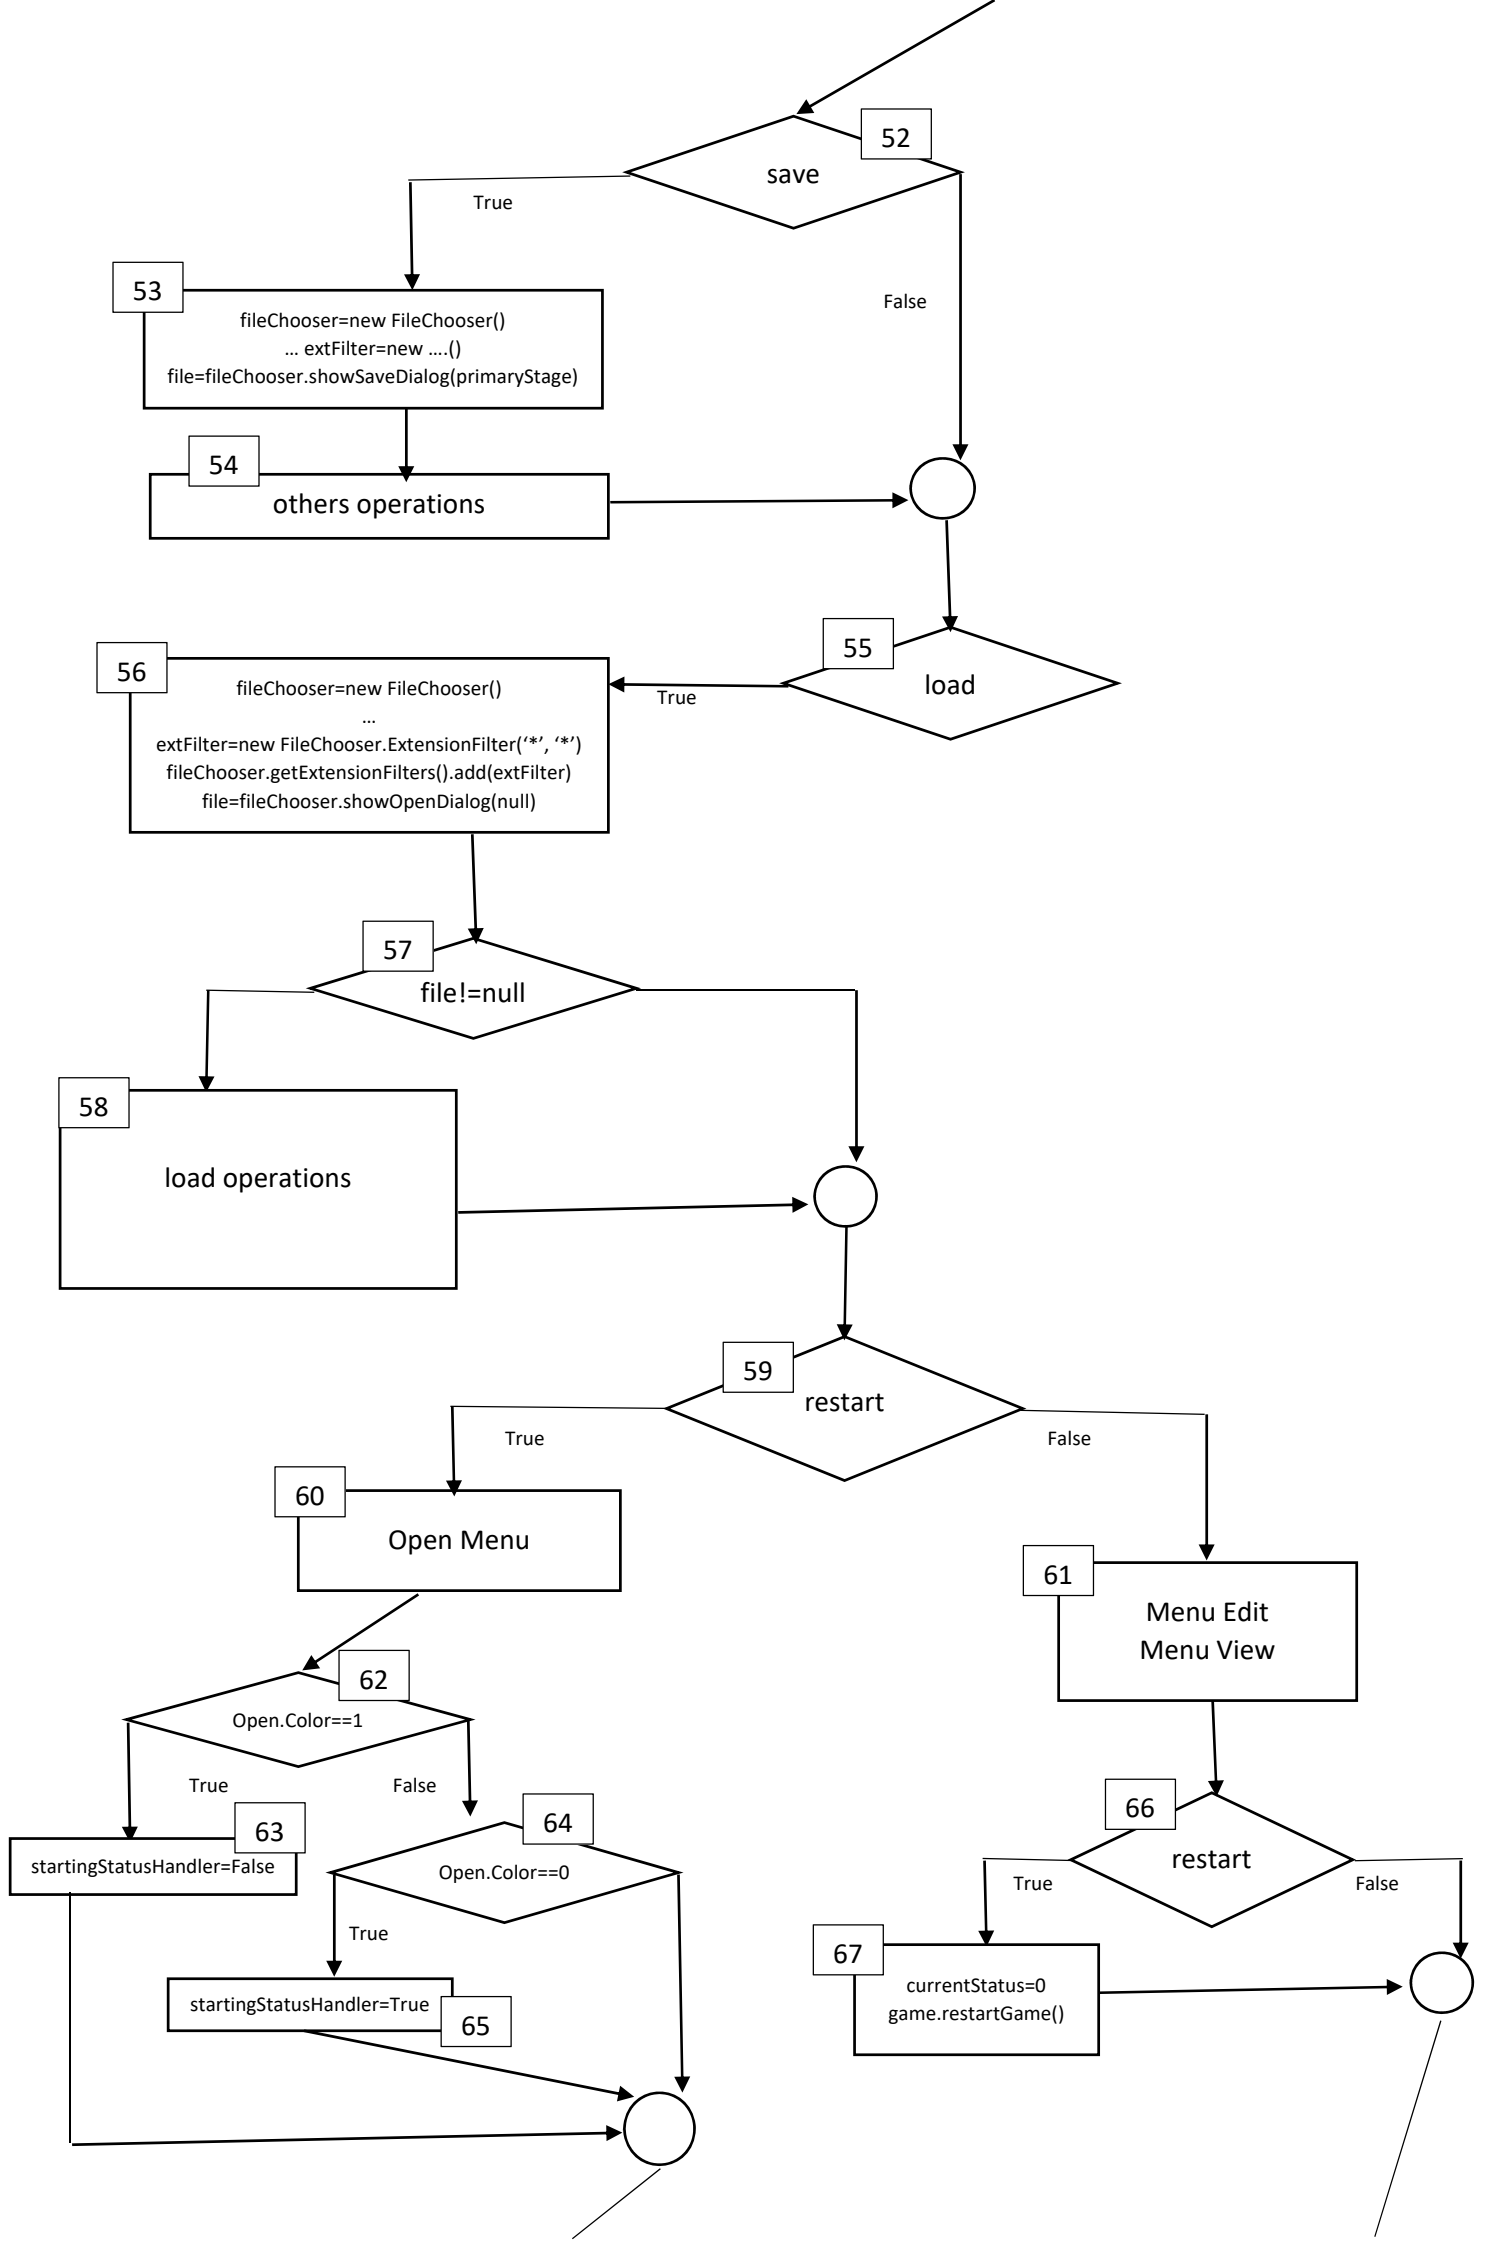 52
save
True
False
53
fileChooser=new FileChooser()
... extFilter=new ....()
file=fileChooser.showSaveDialog(primaryStage)
54
others operations
55
load
True
56
fileChooser=new FileChooser()
...
extFilter=new FileChooser.ExtensionFilter(‘*’, ‘*’)
fileChooser.getExtensionFilters().add(extFilter)
file=fileChooser.showOpenDialog(null)
57
file!=null
58
load operations
59
restart
True
False
60
Open Menu
61
Menu Edit
Menu View
62
Open.Color==1
True
False
63
startingStatusHandler=False
64
Open.Color==0
True
startingStatusHandler=True
65
66
restart
True
False
67
currentStatus=0
game.restartGame()